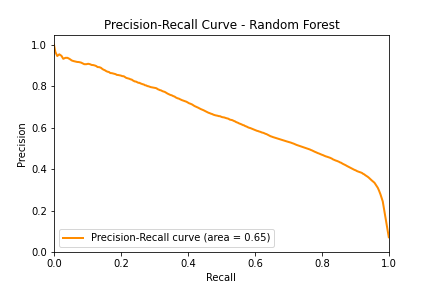 Precision-Recall Curve - Random Forest
1.0
0.8
0.6
0.4
0.2
0.0
Precision
Precision-Recall curve (area = 0.65)
0.0 0.2 0.4 0.6 0.8 1.0
Recall